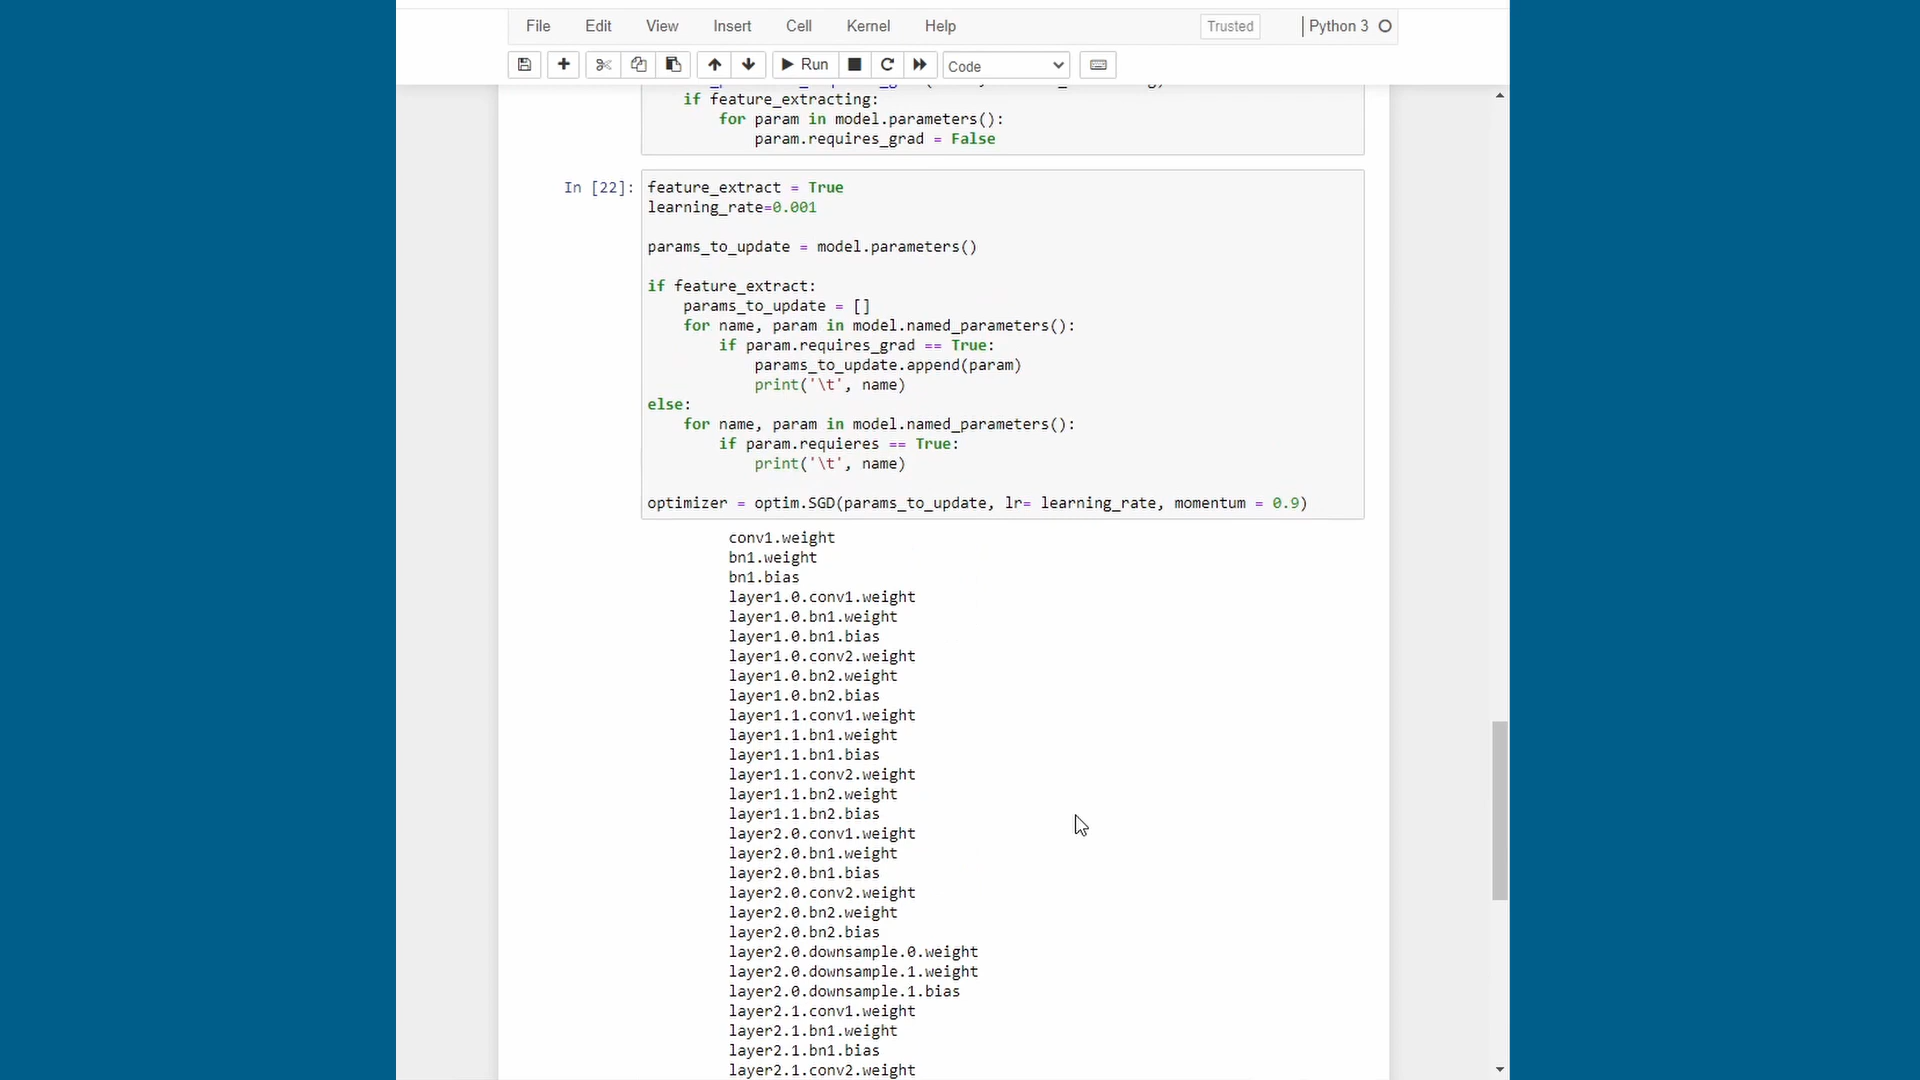 File Edit View Insert Cell Kernel Help Trusted Python 3
Run Code
if feature_extracting:
for param in model.parameters():
param.requires_grad = False
In [22]: feature_extract = True
learning_rate=0.001
params_to_update = model.parameters()
if feature_extract:
params_to_update = []
for name, param in model.named_parameters():
if param.requires_grad == True:
params_to_update.append(param)
print('\t', name)
else:
for name, param in model.named_parameters():
if param.requieres == True:
print('\t', name)
optimizer = optim.SGD(params_to_update, lr= learning_rate, momentum = 0.9)
conv1.weight
bn1.weight
bn1.bias
layer1.0.conv1.weight
layer1.0.bn1.weight
layer1.0.bn1.bias
layer1.0.conv2.weight
layer1.0.bn2.weight
layer1.0.bn2.bias
layer1.1.conv1.weight
layer1.1.bn1.weight
layer1.1.bn1.bias
layer1.1.conv2.weight
layer1.1.bn2.weight
layer1.1.bn2.bias
layer2.0.conv1.weight
layer2.0.bn1.weight
layer2.0.bn1.bias
layer2.0.conv2.weight
layer2.0.bn2.weight
layer2.0.bn2.bias
layer2.0.downsample.0.weight
layer2.0.downsample.1.weight
layer2.0.downsample.1.bias
layer2.1.conv1.weight
layer2.1.bn1.weight
layer2.1.bn1.bias
layer2.1.conv2.weight